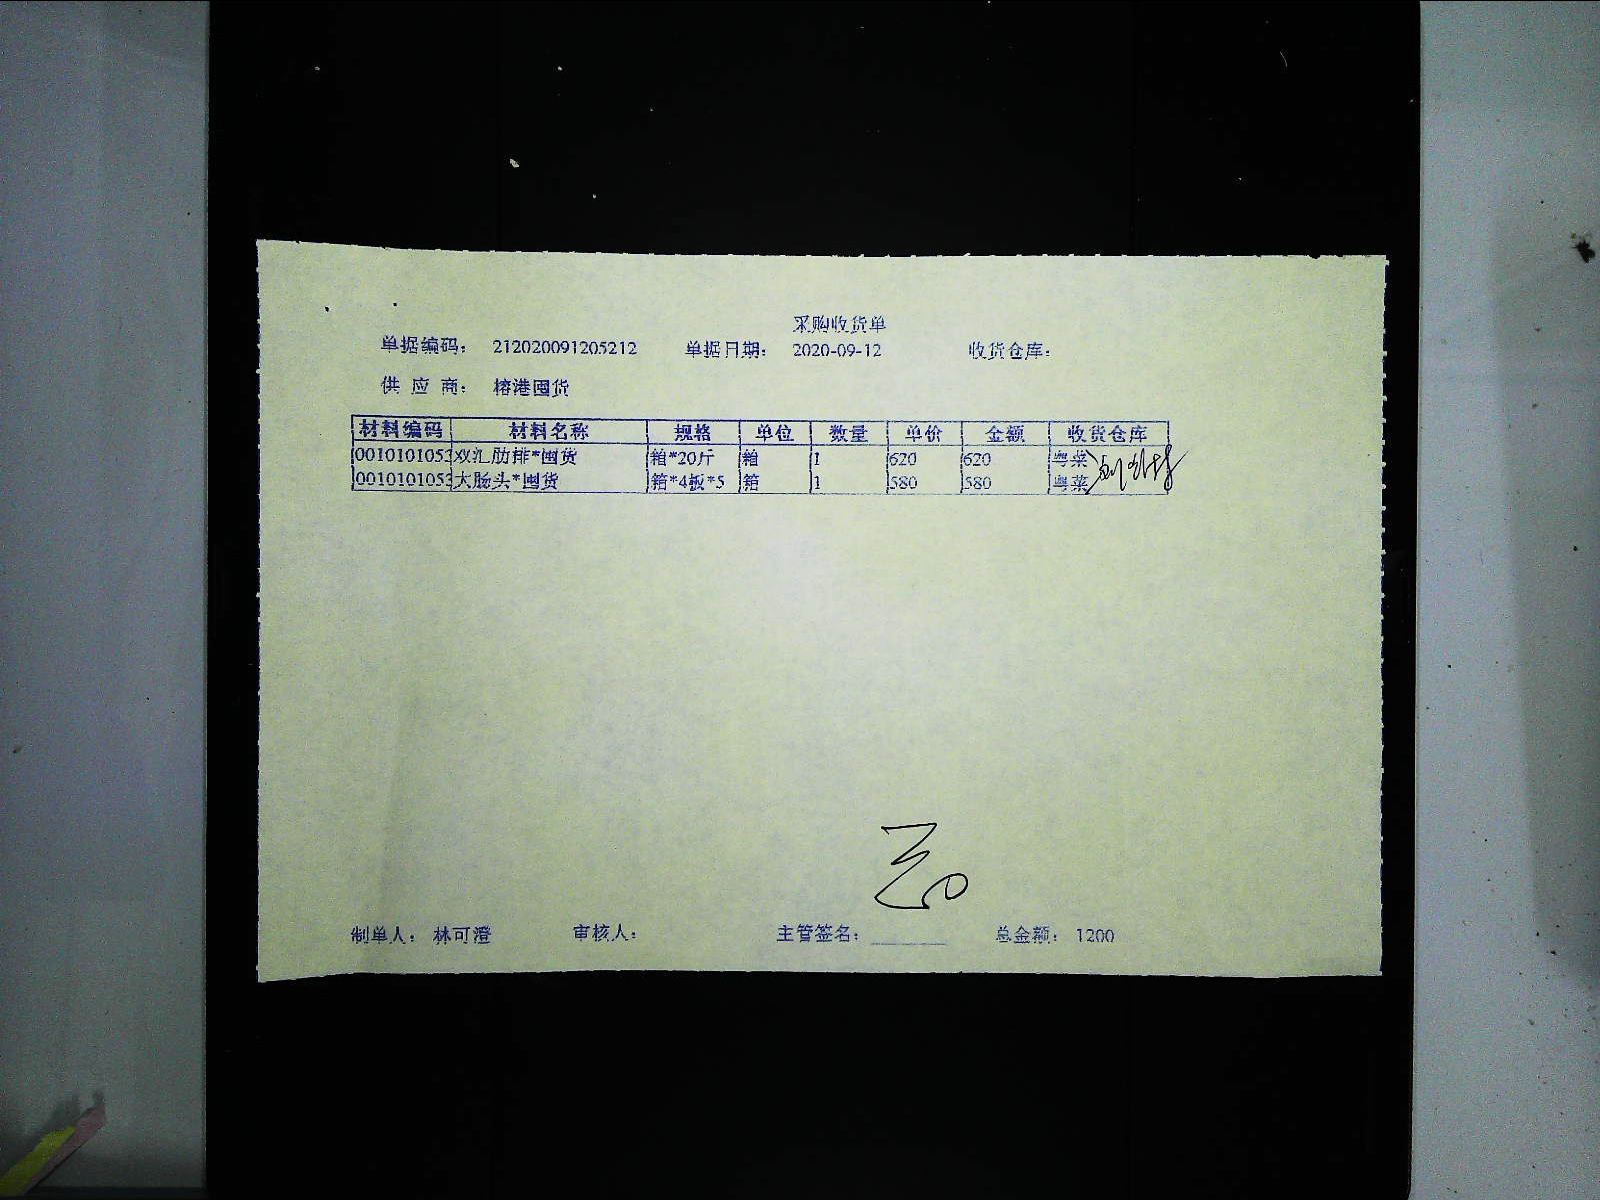 采购收货单
单据编码： 212020091205212 单据日期： 2020-09-12 收货仓库：
供 应 商： 榕港囤货
材料编码 材料名称 规格 单位 数量 单价 金额 收货仓库
0010101053 双汇肋排*囤货 箱*20斤 箱 1 620 620 粤菜
0010101053 大肠头*囤货 箱*4板*5 箱 1 580 580 粤菜
制单人： 林可澄 审核人： 主管签名： 总金额： 1200